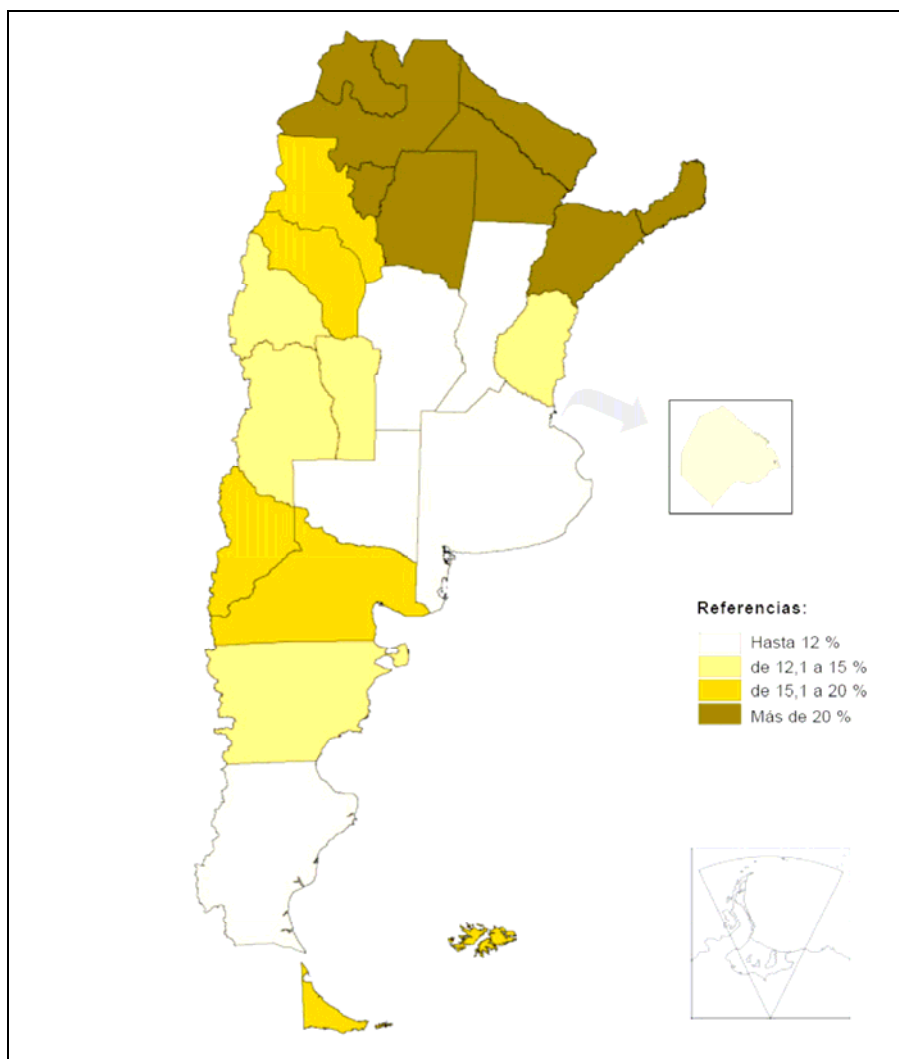 Referencias:
Hasta 12 %
de 12,1 a 15 %
de 15,1 a 20 %
Más de 20 %